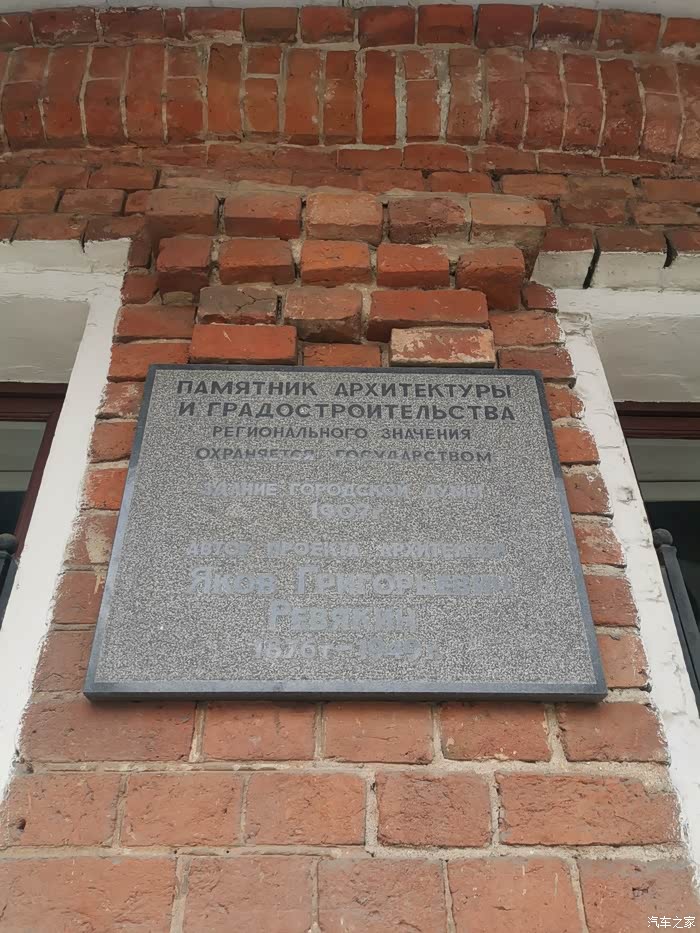 ПАМЯТНИК АРХИТЕКТУРЫ
И ГРАДОСТРОИТЕЛЬСТВА
РЕГИОНАЛЬНОГО ЗНАЧЕНИЯ
ОХРАНЯЕТСЯ ГОСУДАРСТВОМ
ЗДАНИЕ ГОРОДСКОЙ ДУМЫ
АВТОР ПРОЕКТА АРХИТЕКТОР
ЯКОВ ГРИГОРЬЕВИЧ
РЕВЯКИН
汽车之家